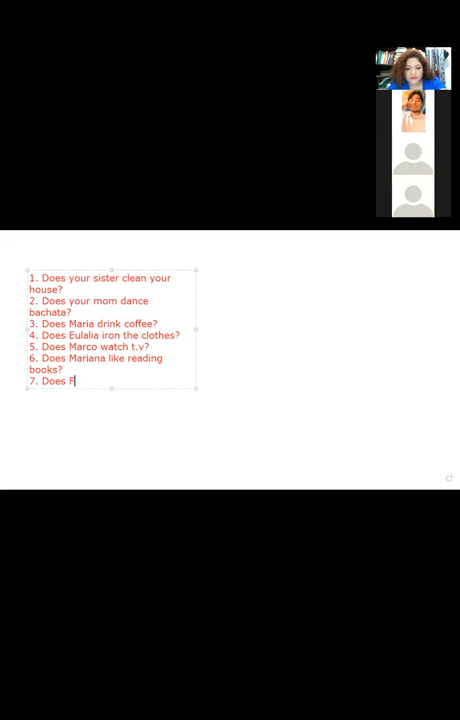 1. Does your sister clean your
house?
2. Does your mom dance
bachata?
3. Does Maria drink coffee?
4. Does Eulalia iron the clothes?
5. Does Marco watch t.v?
6. Does Mariana like reading
books?
7. Does F